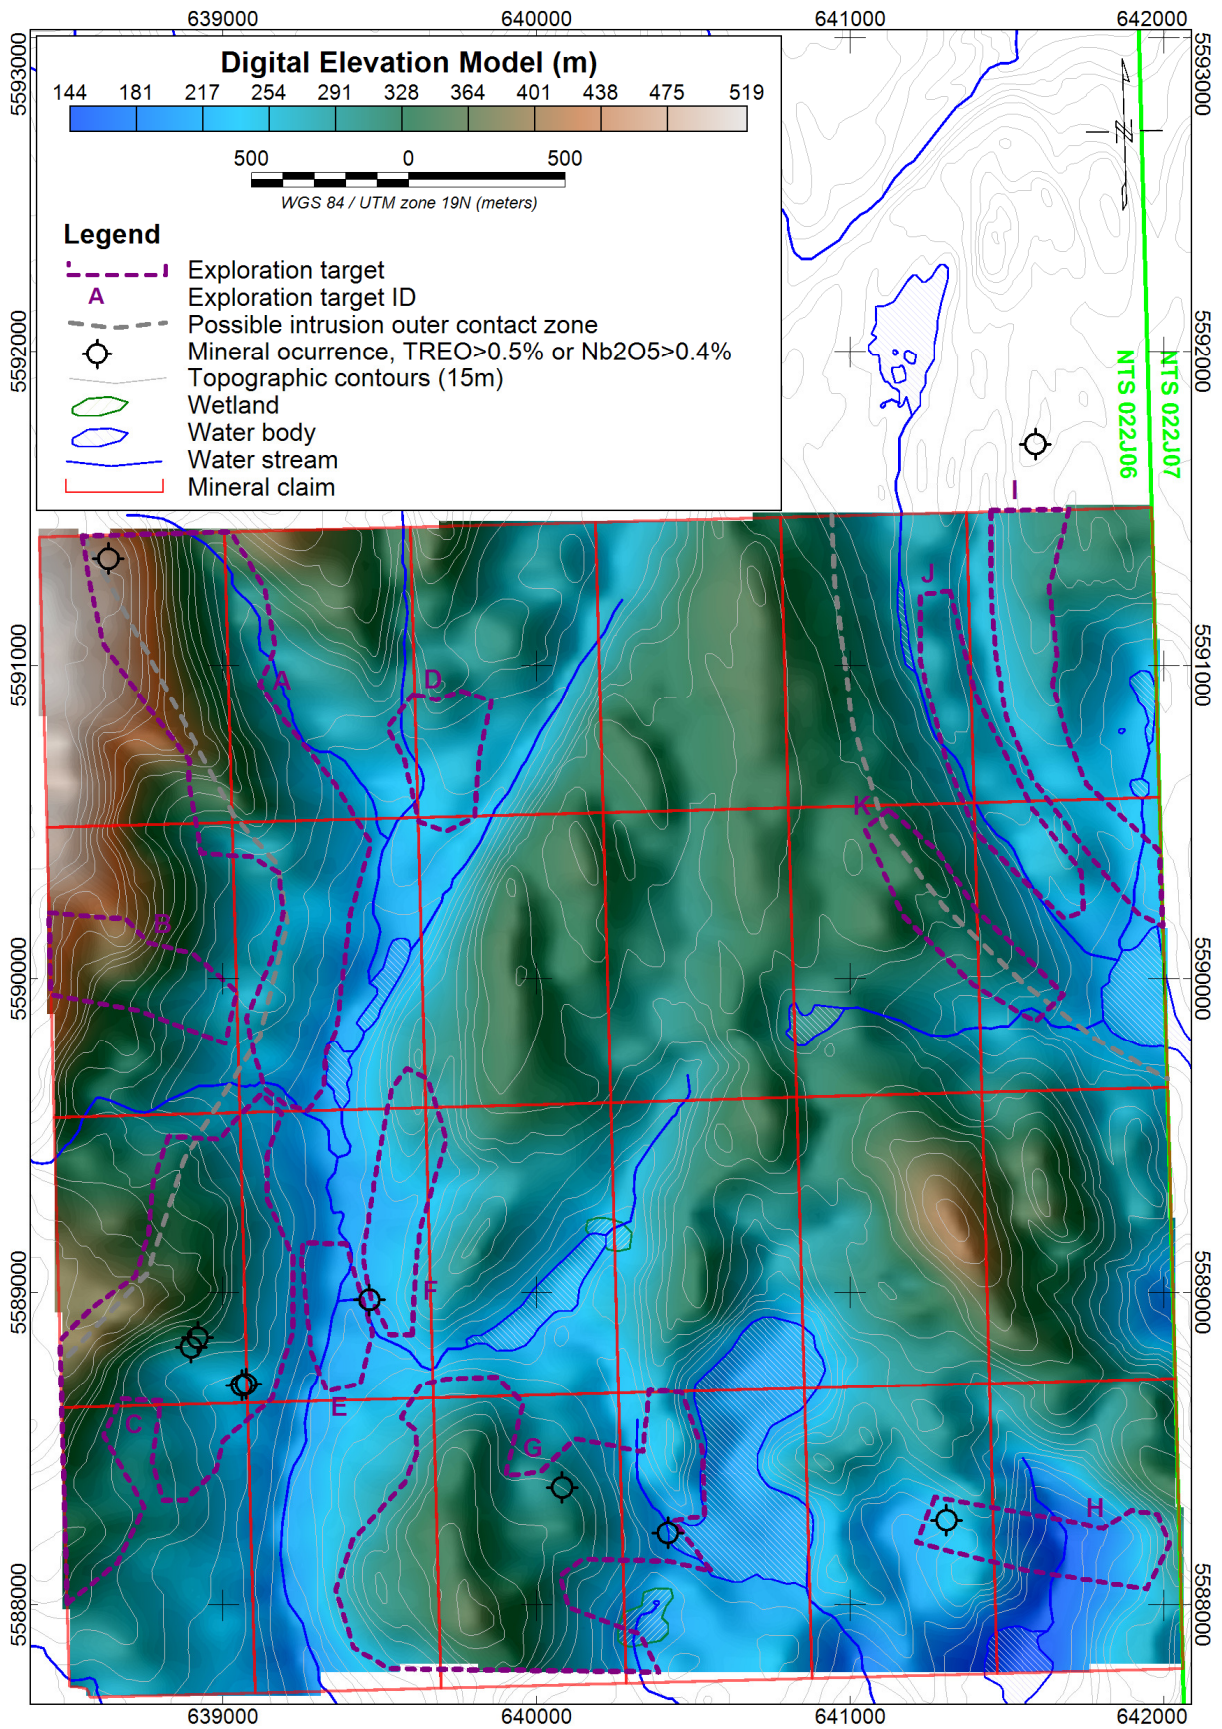 639000 640000 641000 642000
Digital Elevation Model (m)
144 181 217 254 291 328 364 401 438 475 519
500 0 500
WGS 84 / UTM zone 19N (meters)
Legend
Exploration target
A Exploration target ID
Possible intrusion outer contact zone
Mineral ocurrence, TREO>0.5% or Nb2O5>0.4%
Topographic contours (15m)
Wetland
Water body
Water stream
Mineral claim
N
NTS 022J06
NTS 022J07
I
J
A
D
K
B
F
E
C
G
H
5593000
5592000
5591000
5590000
5589000
5588000
5593000
5592000
5591000
5590000
5589000
5588000
639000 640000 641000 642000